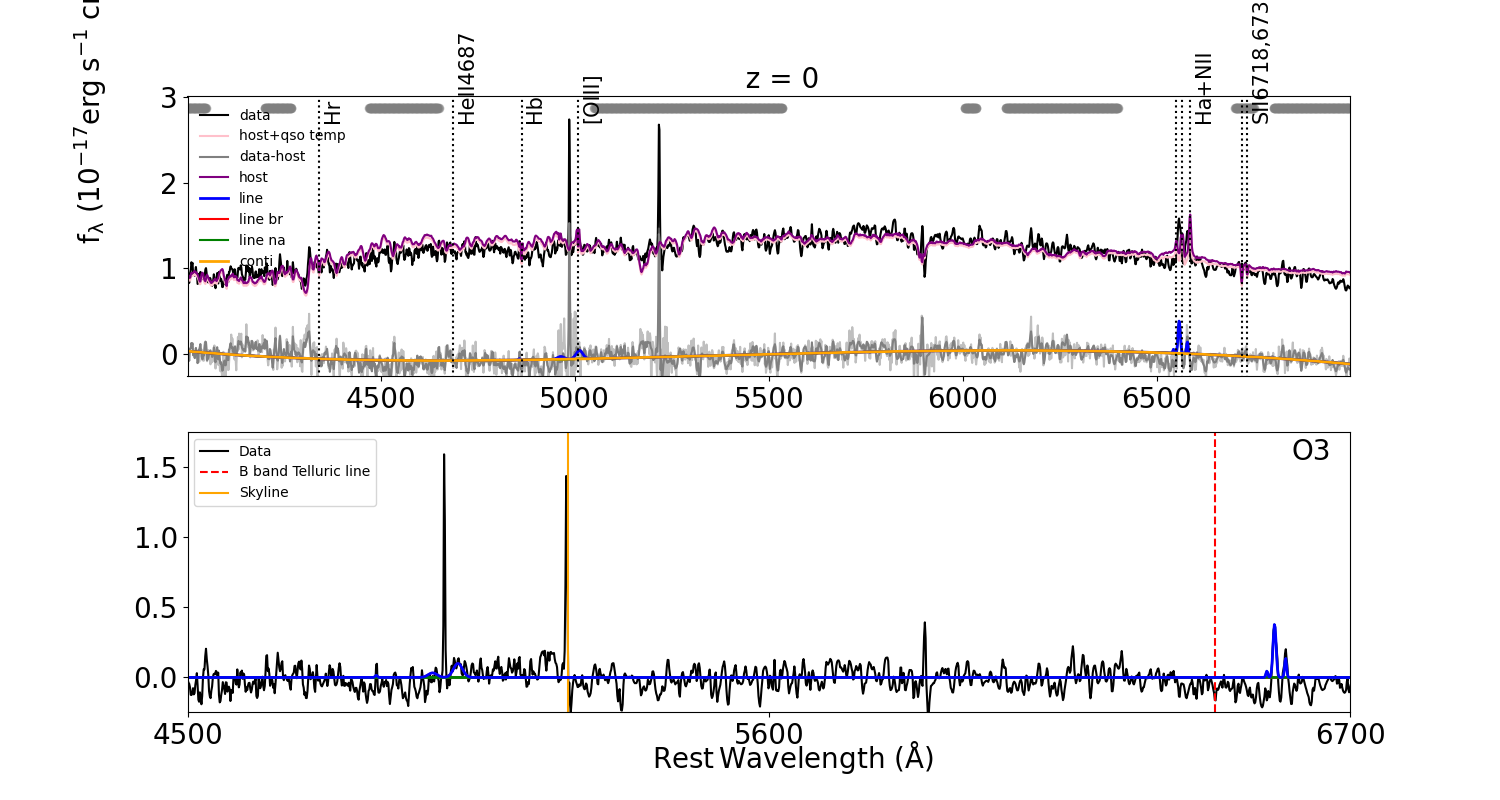 z = 0
f_λ (10^{-17} erg s^{-1} c
3
2
1
0
data
host+qso temp
data-host
host
line
line br
line na
conti
Hr
HeII4687
Hb
[OIII]
Ha+NII
SII6718,673
4500 5000 5500 6000 6500
1.5
1.0
0.5
0.0
Data
B band Telluric line
Skyline
O3
4500 5600 6700
Rest Wavelength (Å)